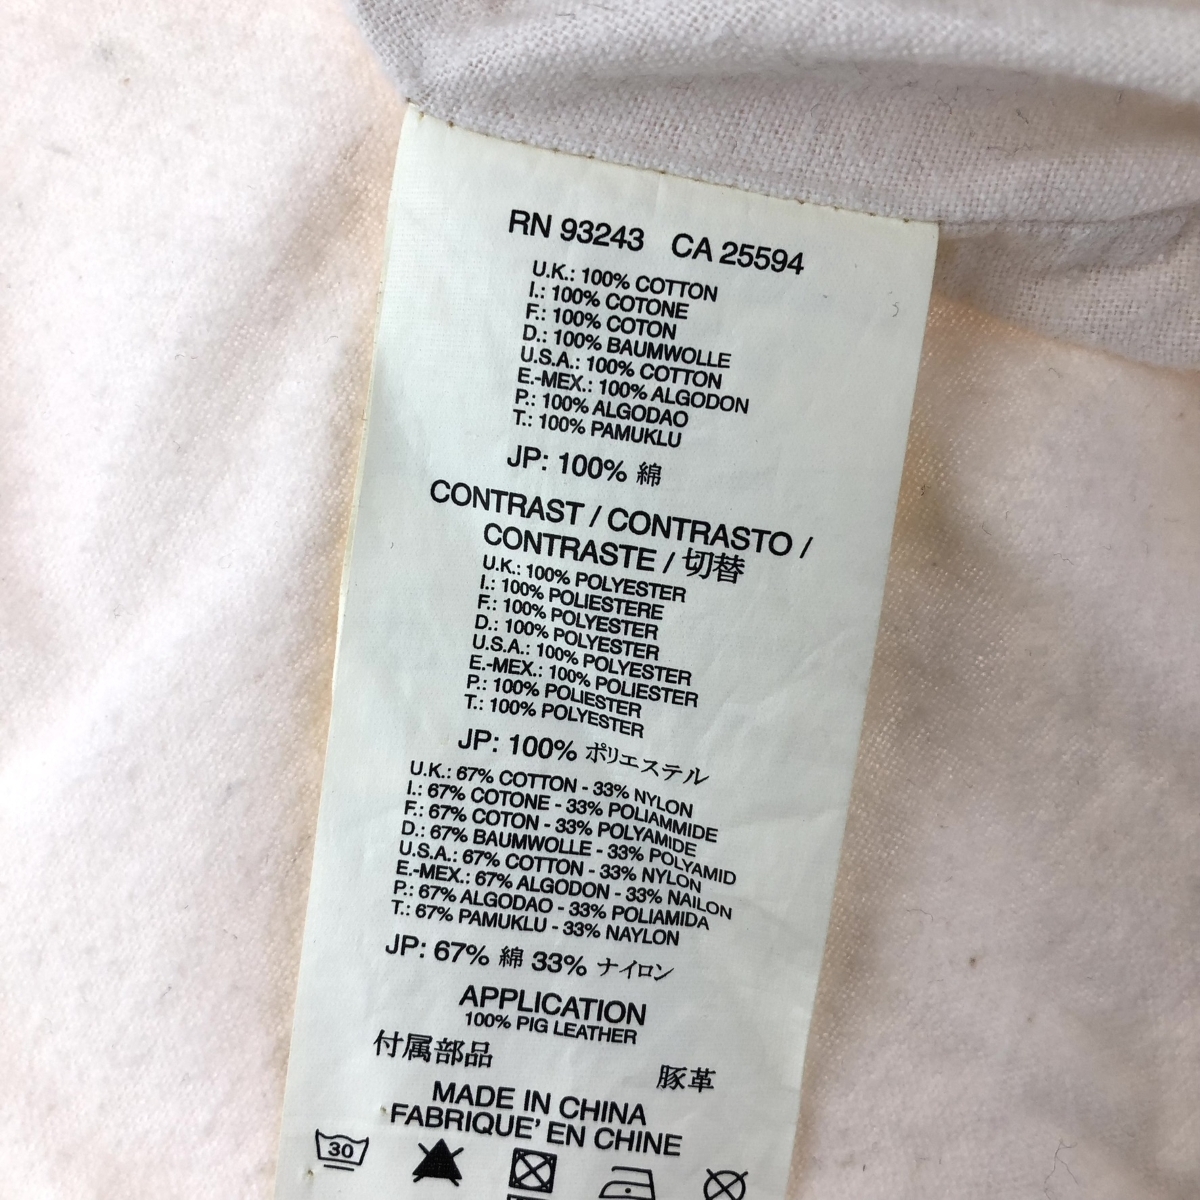 RN 93243 CA 25594
U.K.: 100% COTTON
I.: 100% COTONE
F.: 100% COTON
D.: 100% BAUMWOLLE
U.S.A.: 100% COTTON
E.-MEX.: 100% ALGODON
P.: 100% ALGODAO
T.: 100% PAMUKLU
JP: 100% 綿
CONTRAST / CONTRASTO /
CONTRASTE / 切替
U.K.: 100% POLYESTER
I.: 100% POLIESTERE
F.: 100% POLYESTER
D.: 100% POLYESTER
U.S.A.: 100% POLYESTER
E.-MEX.: 100% POLIESTER
P.: 100% POLIESTER
T.: 100% POLYESTER
JP: 100% ポリエステル
U.K.: 67% COTTON - 33% NYLON
I.: 67% COTONE - 33% POLIAMMIDE
F.: 67% COTON - 33% POLYAMIDE
D.: 67% BAUMWOLLE - 33% POLYAMID
U.S.A.: 67% COTTON - 33% NYLON
E.-MEX.: 67% ALGODON - 33% NAILON
P.: 67% ALGODAO - 33% POLIAMIDA
T.: 67% PAMUKLU - 33% NAYLON
JP: 67% 綿 33% ナイロン
APPLICATION
100% PIG LEATHER
付属部品 豚革
MADE IN CHINA
FABRIQUE' EN CHINE
30